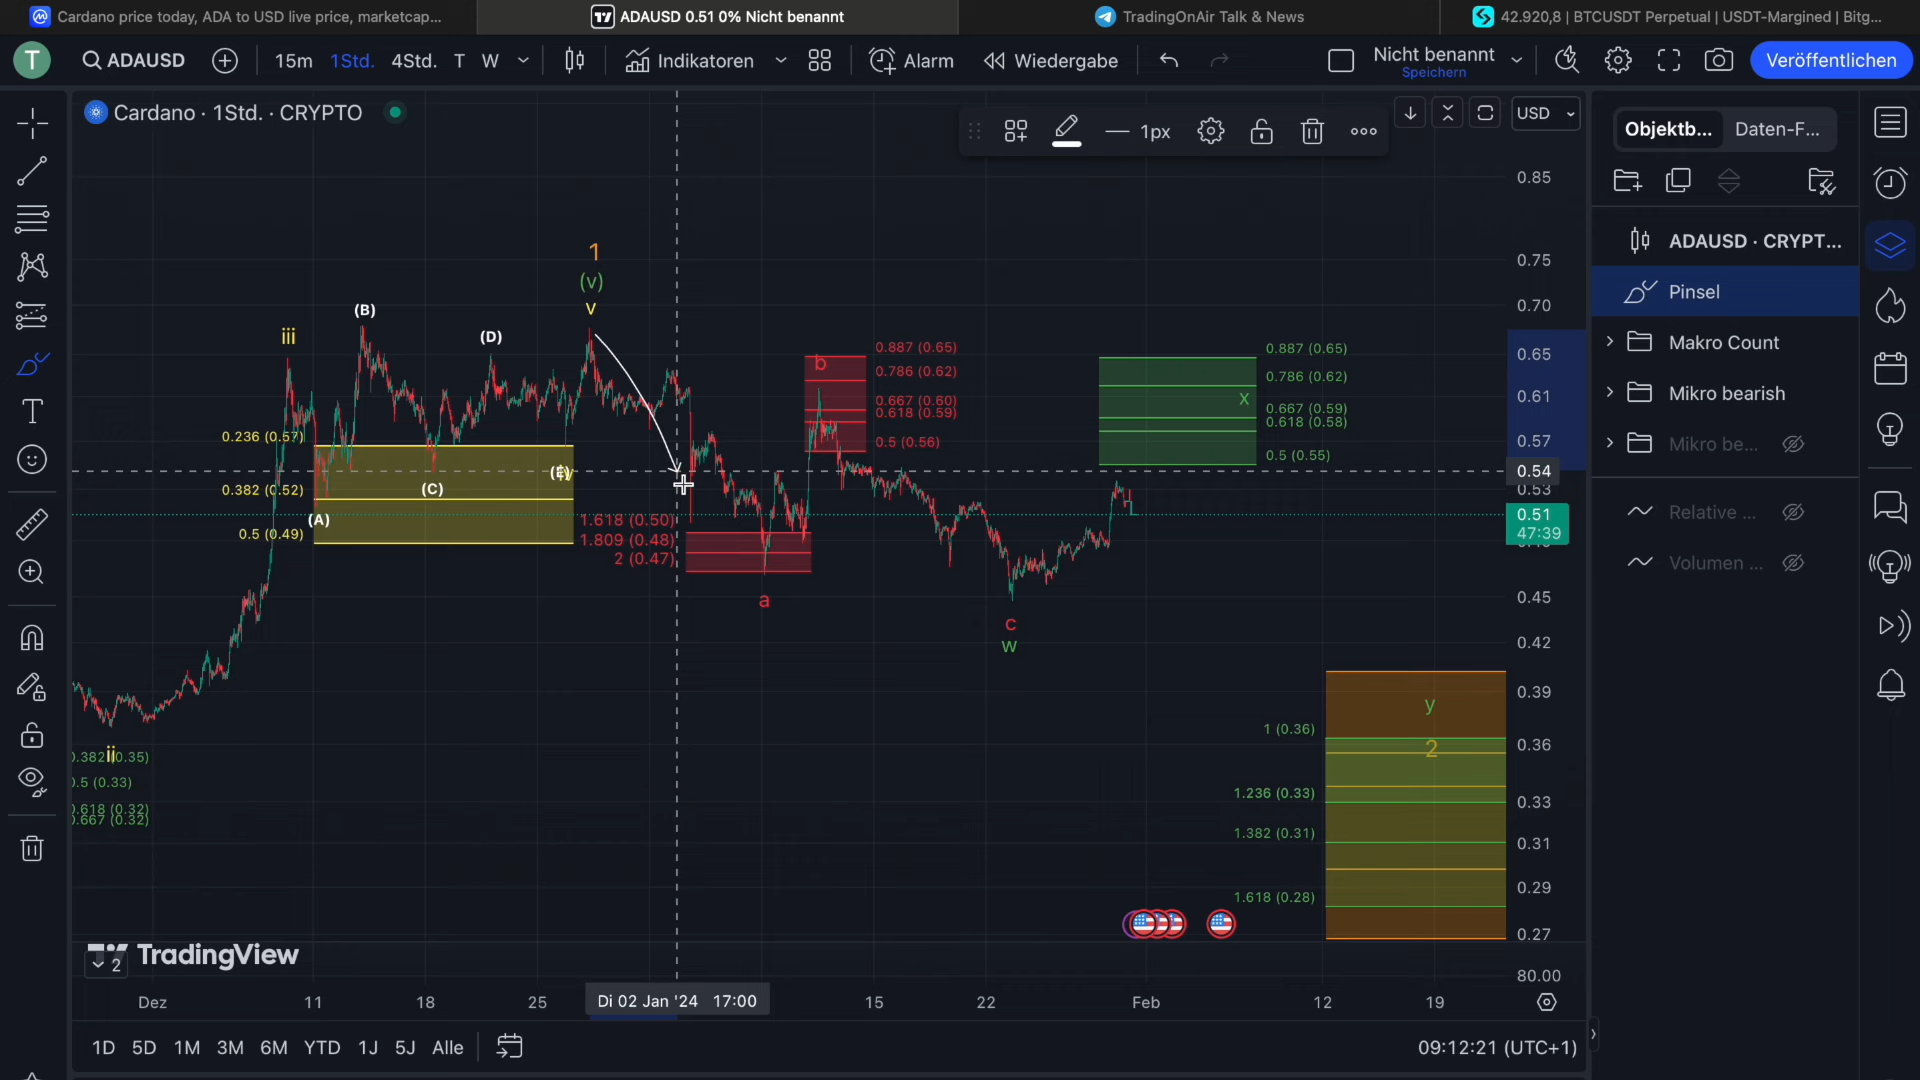 Cardano price today, ADA to USD live price, marketcap...
ADAUSD 0.51 0% Nicht benannt
TradingOnAir Talk & News
42.920,8 | BTCUSDT Perpetual | USDT-Margined | Bitg...
T
ADAUSD
15m
1Std.
4Std.
T
W
Indikatoren
Alarm
Wiedergabe
Nicht benannt
Speichern
Veröffentlichen
Cardano · 1Std. · CRYPTO
1px
USD
Objektb...
Daten-F...
ADAUSD · CRYPT...
Pinsel
Makro Count
Mikro bearish
Mikro be...
Relative ...
Volumen ...
0.85
0.75
0.70
0.65
0.61
0.57
0.54
0.53
0.51
47:39
0.45
0.42
0.39
0.36
0.33
0.31
0.29
0.27
80.00
1
(v)
v
iii
(B)
(D)
0.236 (0.57)
0.382 (0.52)
0.5 (0.49)
(A)
(C)
(E)
1.618 (0.50)
1.809 (0.48)
2 (0.47)
a
b
0.887 (0.65)
0.786 (0.62)
0.667 (0.60)
0.618 (0.59)
0.5 (0.56)
x
0.887 (0.65)
0.786 (0.62)
0.667 (0.59)
0.618 (0.58)
0.5 (0.55)
c
w
ii
0.382 (0.35)
0.5 (0.33)
0.618 (0.32)
0.667 (0.32)
y
2
1 (0.36)
1.236 (0.33)
1.382 (0.31)
1.618 (0.28)
TradingView
2
Dez
11
18
25
Di 02 Jan '24 17:00
15
22
Feb
12
19
1D
5D
1M
3M
6M
YTD
1J
5J
Alle
09:12:21 (UTC+1)